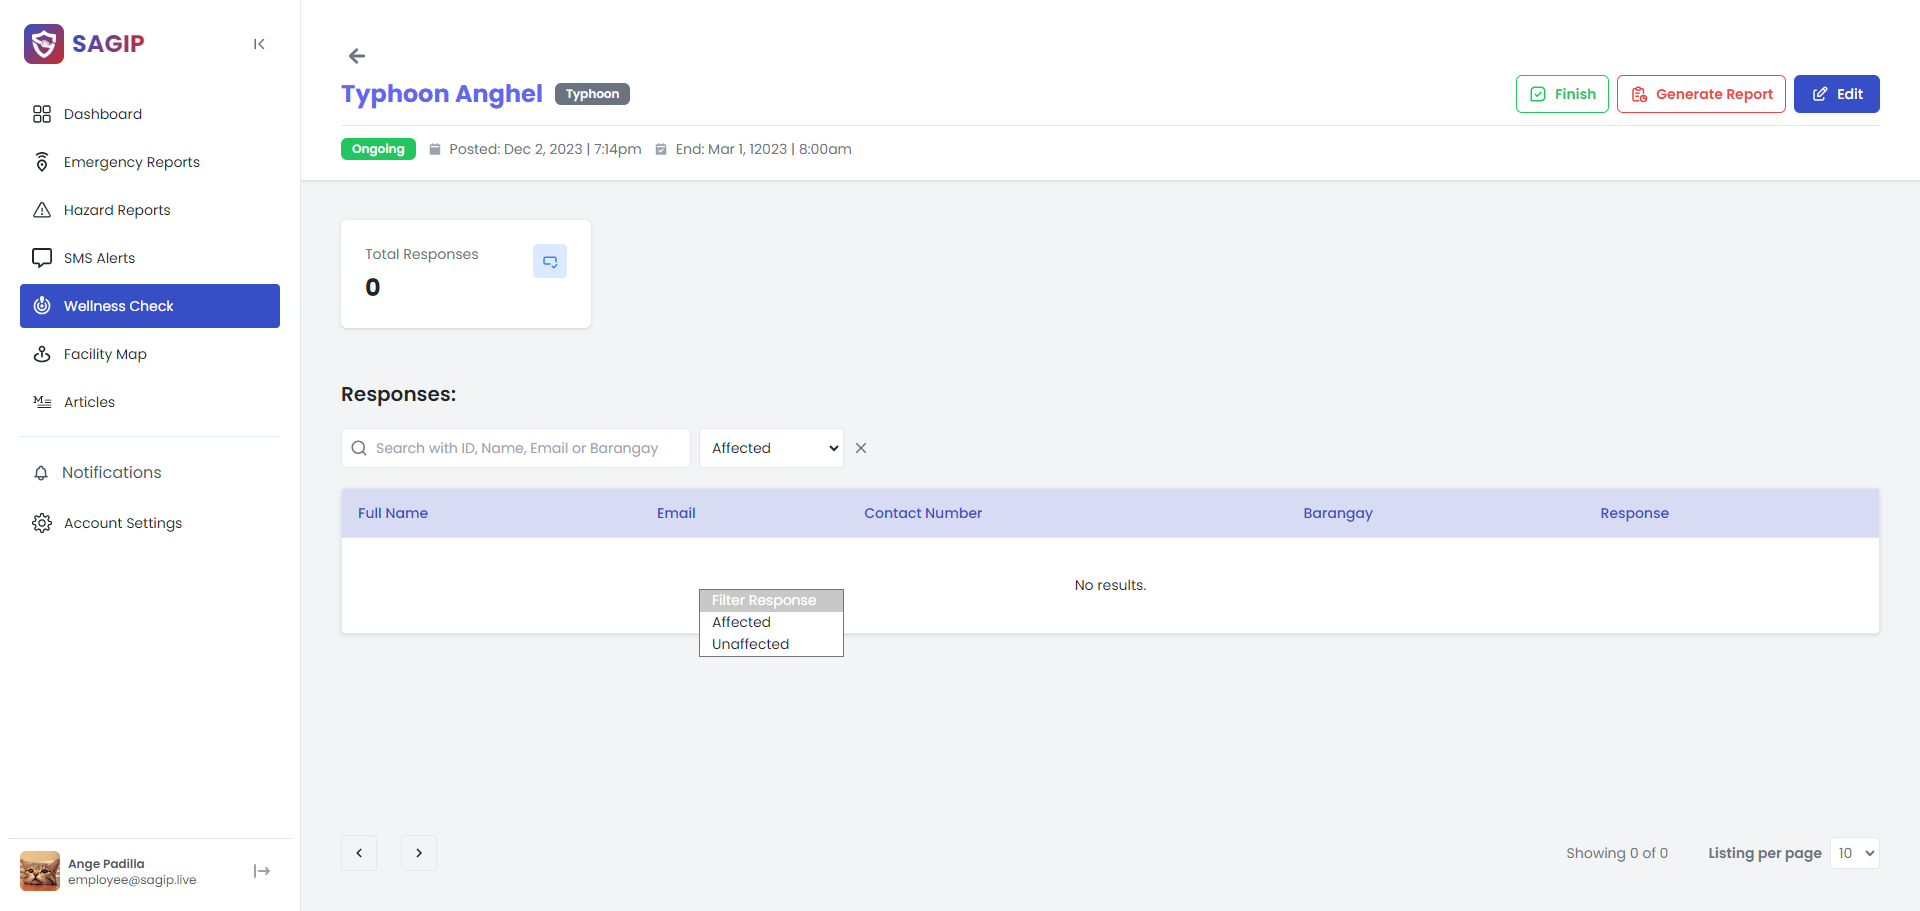 SAGIP
Dashboard
Emergency Reports
Hazard Reports
SMS Alerts
Wellness Check
Facility Map
Articles
Notifications
Account Settings
Ange Padilla
employee@sagip.live
Typhoon Anghel
Typhoon
Finish
Generate Report
Edit
Ongoing
Posted: Dec 2, 2023 | 7:14pm
End: Mar 1, 12023 | 8:00am
Total Responses
0
Responses:
Search with ID, Name, Email or Barangay
Affected
Full Name Email Contact Number Barangay Response
No results.
Filter Response
Affected
Unaffected
Showing 0 of 0
Listing per page 10